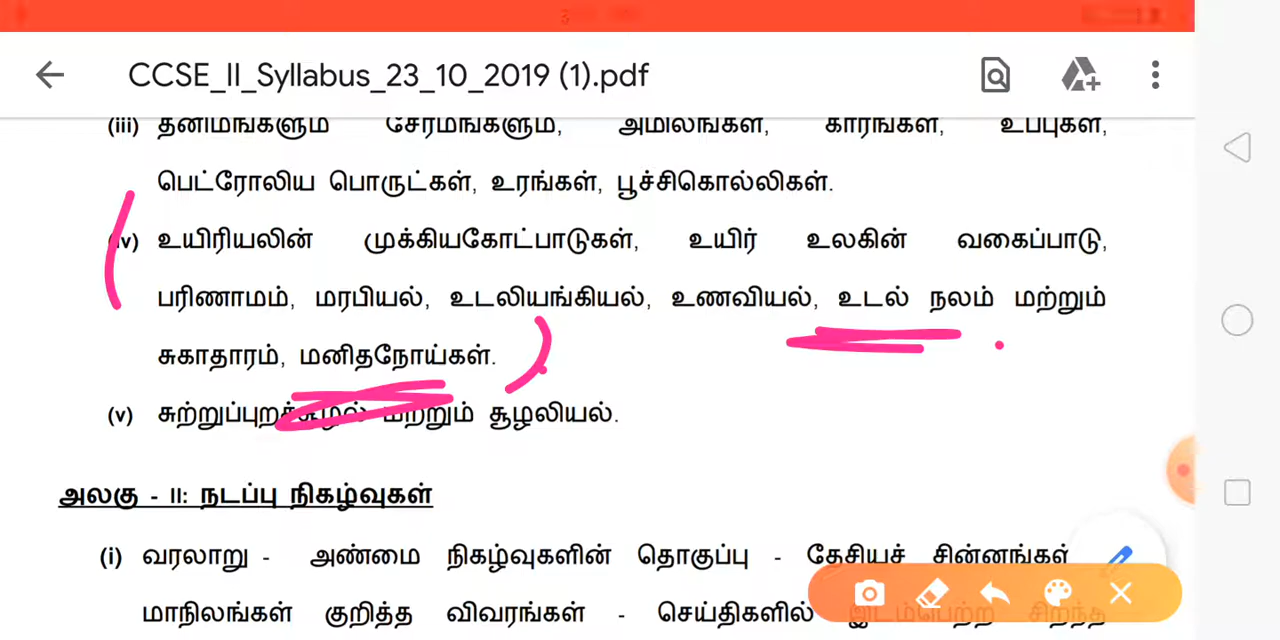 CCSE_II_Syllabus_23_10_2019 (1).pdf
(iii) தனிமங்களும் சேர்மங்களும், அமிலங்கள், காரங்கள், உப்புகள்,
பெட்ரோலிய பொருட்கள், உரங்கள், பூச்சிகொல்லிகள்.
(iv) உயிரியலின் முக்கியகோட்பாடுகள், உயிர் உலகின் வகைப்பாடு,
பரிணாமம், மரபியல், உடலியங்கியல், உணவியல், உடல் நலம் மற்றும்
சுகாதாரம், மனிதநோய்கள்.
(v) சுற்றுப்புறச்சூழல் மற்றும் சூழலியல்.
அலகு - II: நடப்பு நிகழ்வுகள்
(i) வரலாறு - அண்மை நிகழ்வுகளின் தொகுப்பு - தேசியச் சின்னங்கள்
மாநிலங்கள் குறித்த விவரங்கள் - செய்திகளில் இடம்பெற்ற சிறந்த